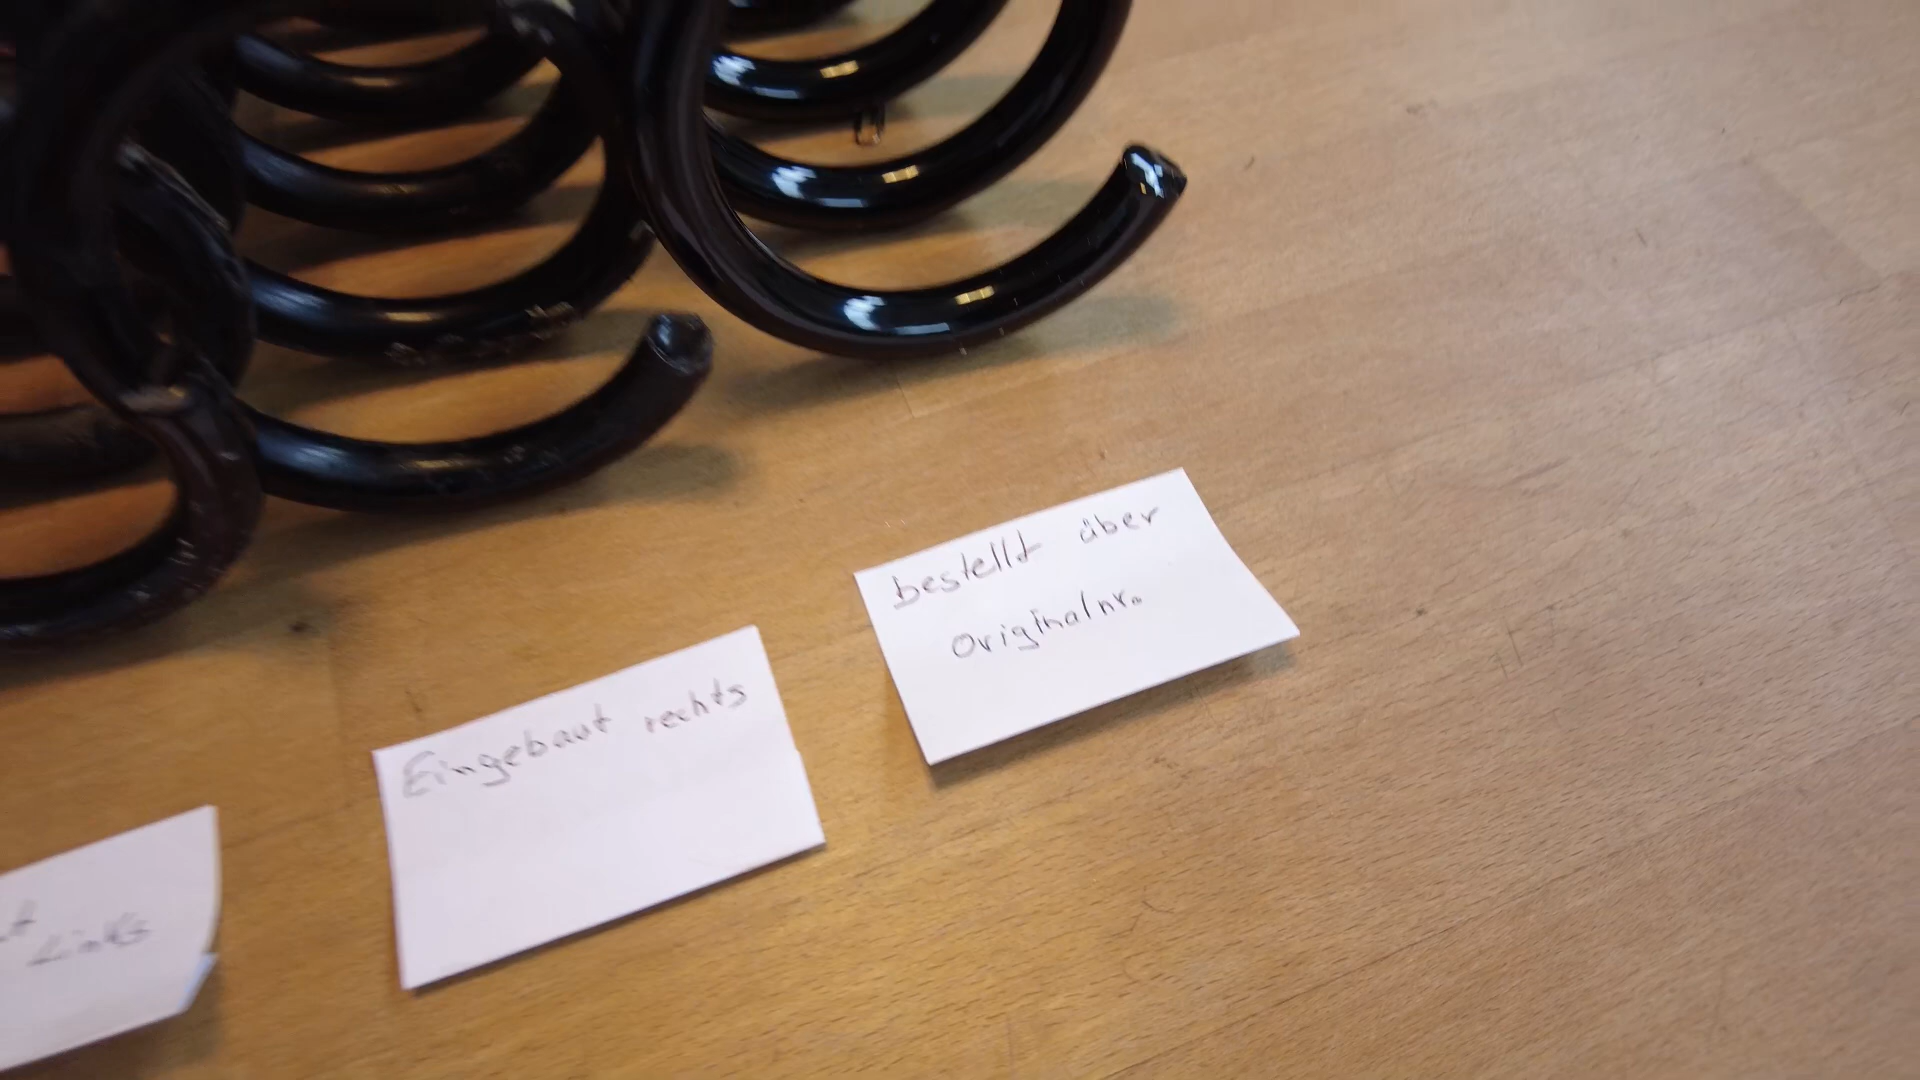 bestellt über
Originalnr.
Eingebaut rechts
Links